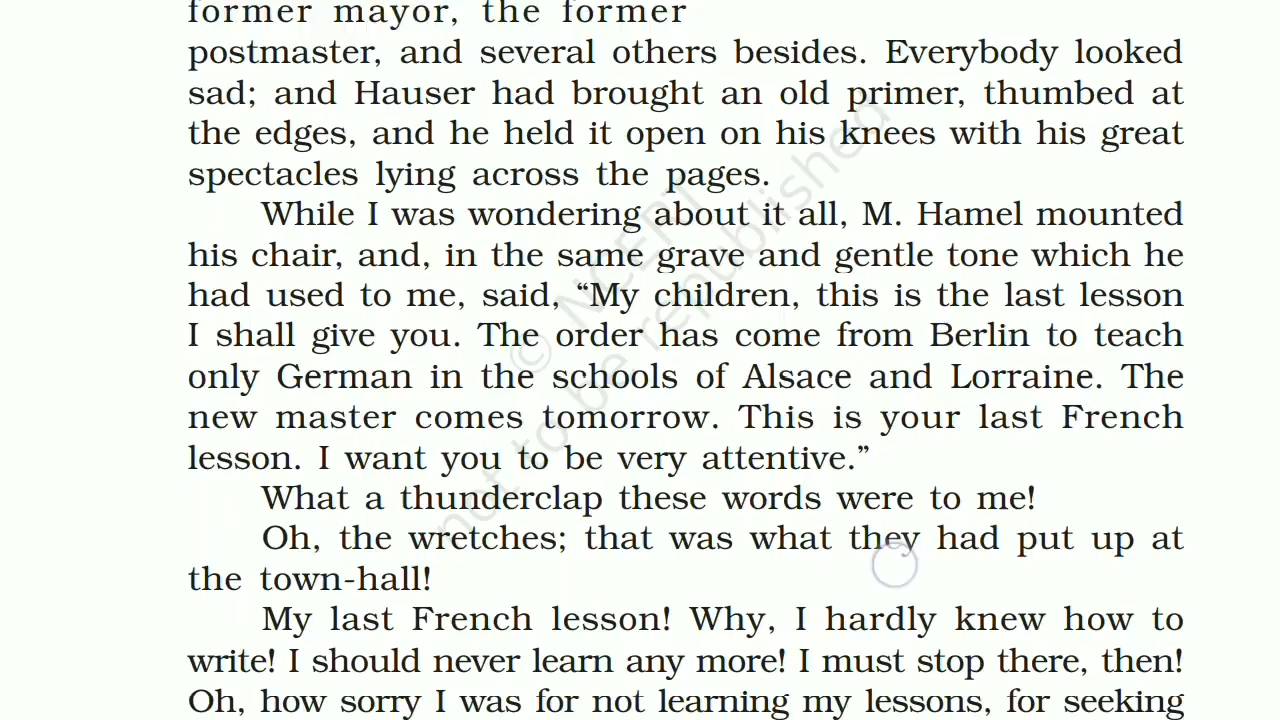 former mayor, the former
postmaster, and several others besides. Everybody looked
sad; and Hauser had brought an old primer, thumbed at
the edges, and he held it open on his knees with his great
spectacles lying across the pages.
While I was wondering about it all, M. Hamel mounted
his chair, and, in the same grave and gentle tone which he
had used to me, said, “My children, this is the last lesson
I shall give you. The order has come from Berlin to teach
only German in the schools of Alsace and Lorraine. The
new master comes tomorrow. This is your last French
lesson. I want you to be very attentive.”
What a thunderclap these words were to me!
Oh, the wretches; that was what they had put up at
the town-hall!
My last French lesson! Why, I hardly knew how to
write! I should never learn any more! I must stop there, then!
Oh, how sorry I was for not learning my lessons, for seeking
© NCERT
not to be republished